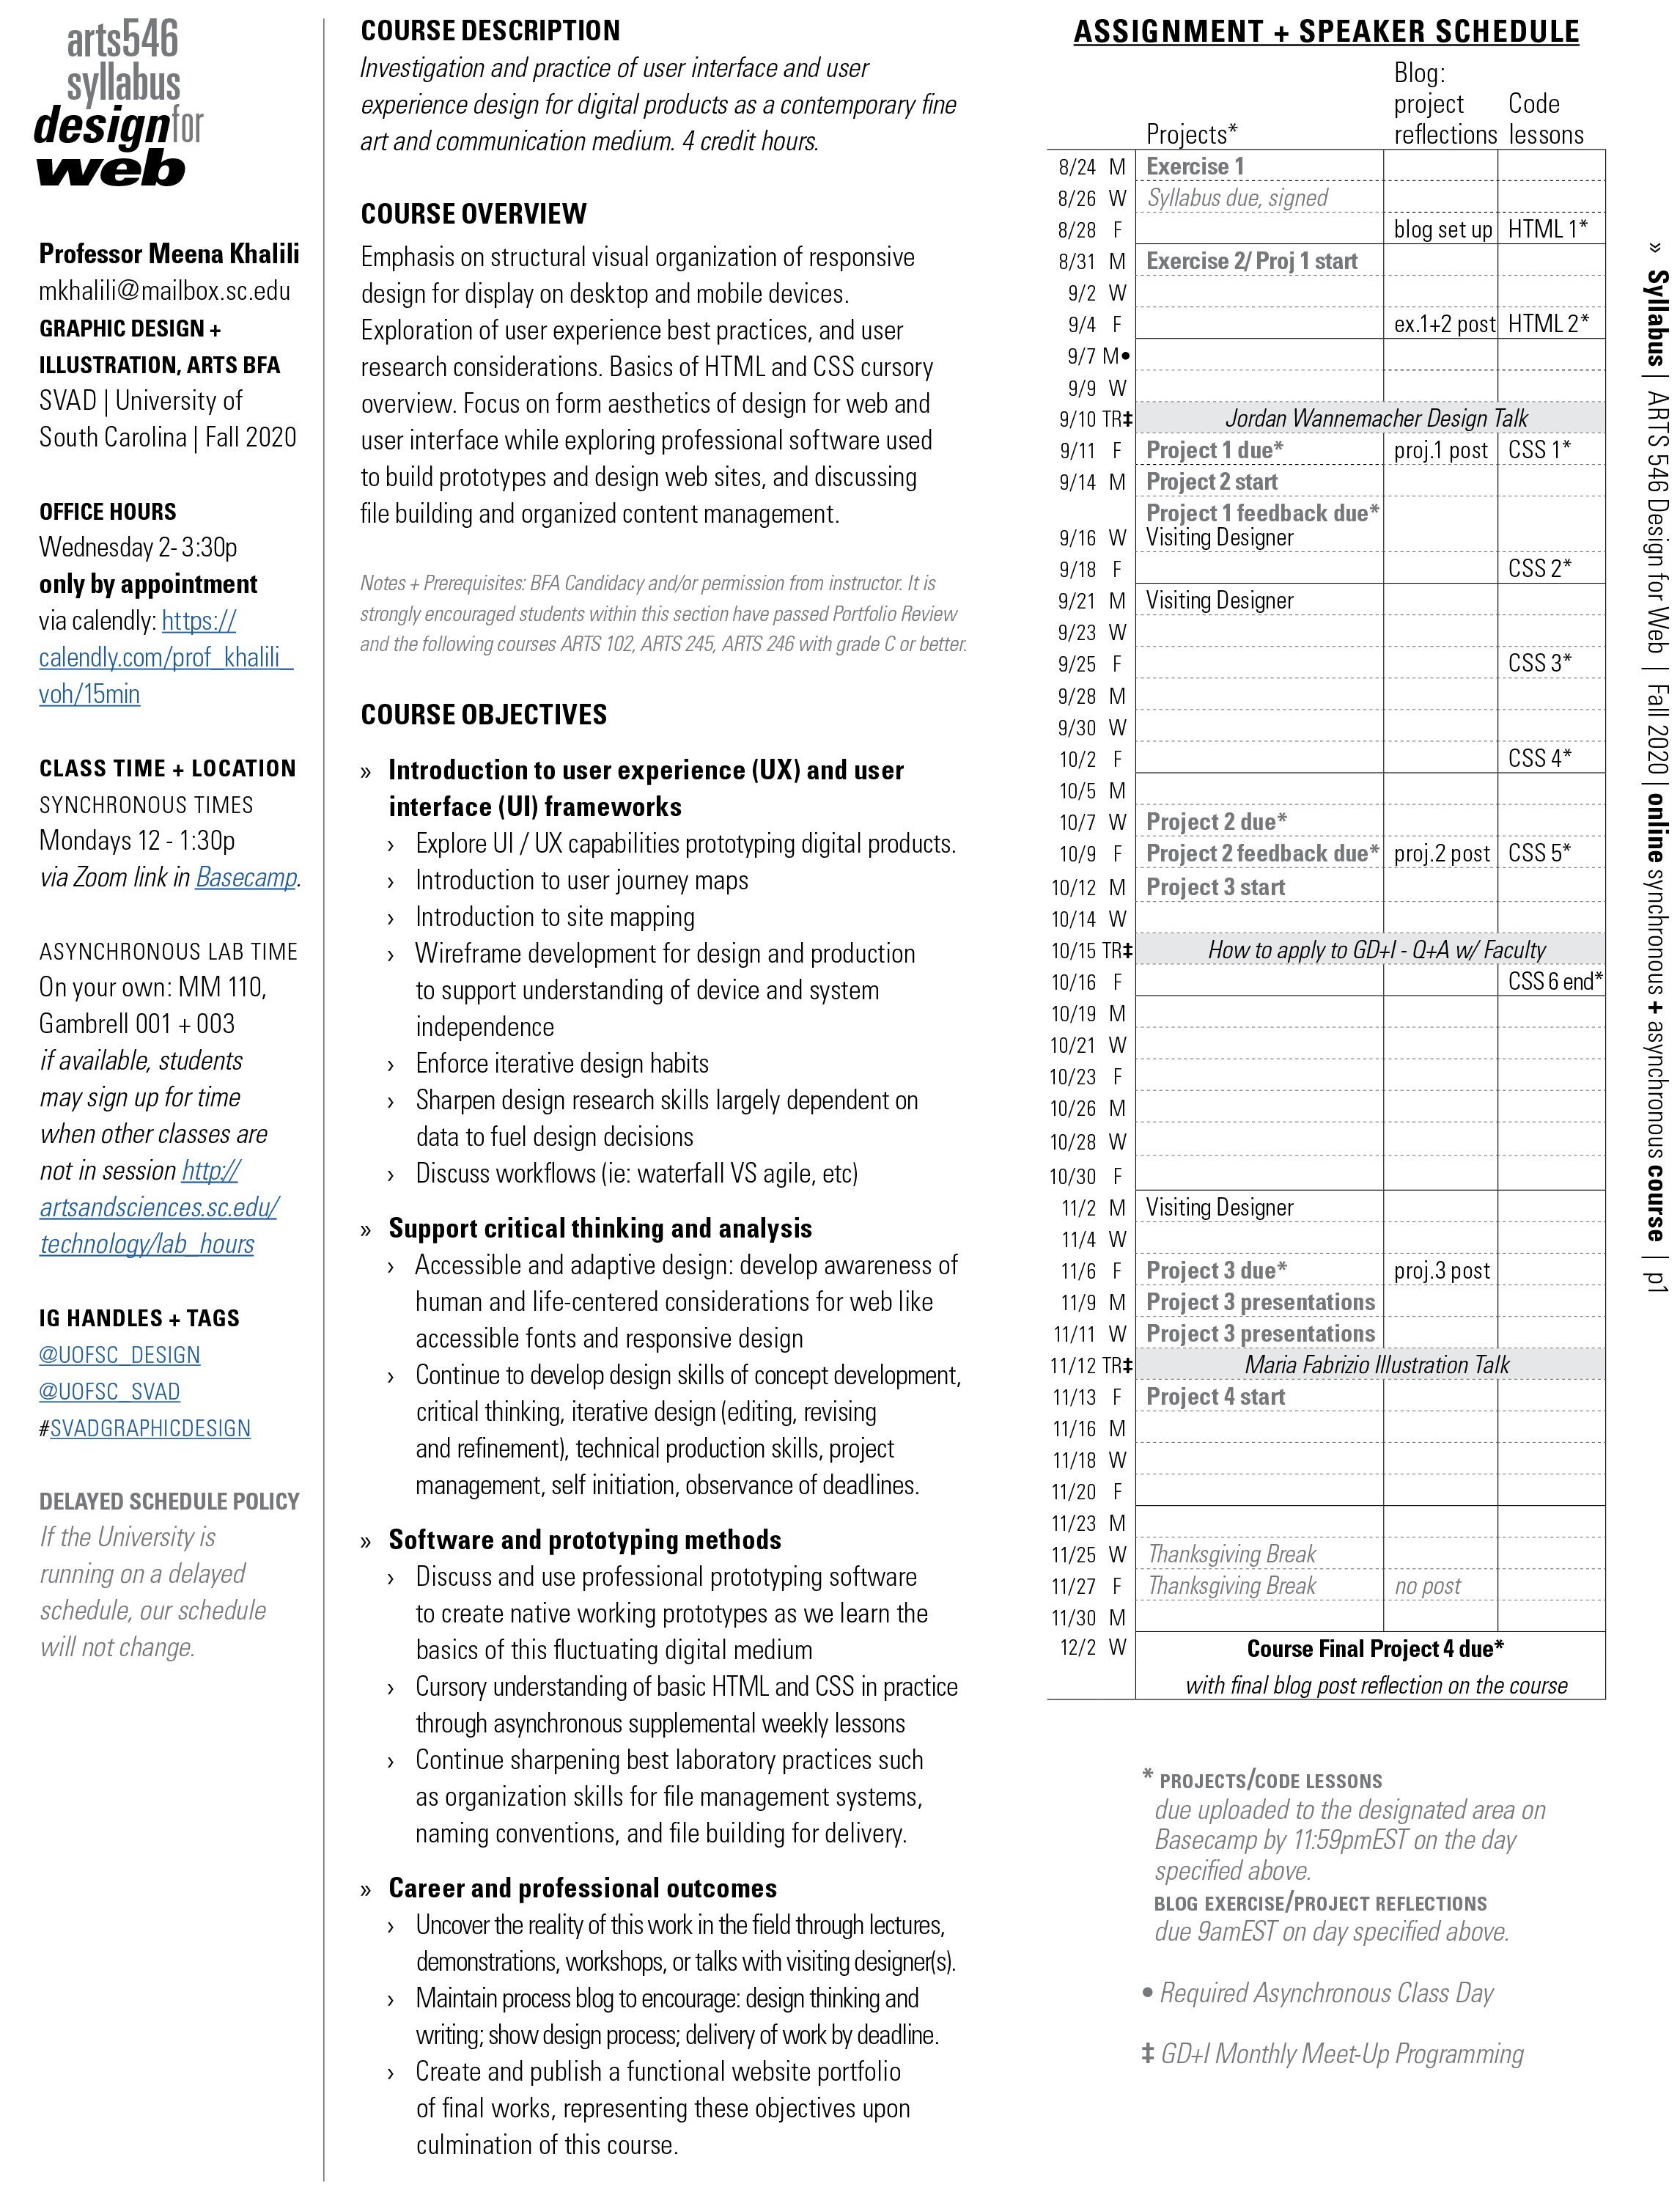 arts546
syllabus
designfor
web
Professor Meena Khalili
mkhalili@mailbox.sc.edu
GRAPHIC DESIGN +
ILLUSTRATION, ARTS BFA
SVAD | University of
South Carolina | Fall 2020
OFFICE HOURS
Wednesday 2- 3:30p
only by appointment
via calendly: https://
calendly.com/prof_khalili_
voh/15min
CLASS TIME + LOCATION
SYNCHRONOUS TIMES
Mondays 12 - 1:30p
via Zoom link in Basecamp.
ASYNCHRONOUS LAB TIME
On your own: MM 110,
Gambrell 001 + 003
if available, students
may sign up for time
when other classes are
not in session http://
artsandsciences.sc.edu/
technology/lab_hours
IG HANDLES + TAGS
@UOFSC_DESIGN
@UOFSC_SVAD
#SVADGRAPHICDESIGN
DELAYED SCHEDULE POLICY
If the University is
running on a delayed
schedule, our schedule
will not change.
COURSE DESCRIPTION
Investigation and practice of user interface and user
experience design for digital products as a contemporary fine
art and communication medium. 4 credit hours.
COURSE OVERVIEW
Emphasis on structural visual organization of responsive
design for display on desktop and mobile devices.
Exploration of user experience best practices, and user
research considerations. Basics of HTML and CSS cursory
overview. Focus on form aesthetics of design for web and
user interface while exploring professional software used
to build prototypes and design web sites, and discussing
file building and organized content management.
Notes + Prerequisites: BFA Candidacy and/or permission from instructor. It is
strongly encouraged students within this section have passed Portfolio Review
and the following courses ARTS 102, ARTS 245, ARTS 246 with grade C or better.
COURSE OBJECTIVES
» Introduction to user experience (UX) and user
interface (UI) frameworks
› Explore UI / UX capabilities prototyping digital products.
› Introduction to user journey maps
› Introduction to site mapping
› Wireframe development for design and production
to support understanding of device and system
independence
› Enforce iterative design habits
› Sharpen design research skills largely dependent on
data to fuel design decisions
› Discuss workflows (ie: waterfall VS agile, etc)
» Support critical thinking and analysis
› Accessible and adaptive design: develop awareness of
human and life-centered considerations for web like
accessible fonts and responsive design
› Continue to develop design skills of concept development,
critical thinking, iterative design (editing, revising
and refinement), technical production skills, project
management, self initiation, observance of deadlines.
» Software and prototyping methods
› Discuss and use professional prototyping software
to create native working prototypes as we learn the
basics of this fluctuating digital medium
› Cursory understanding of basic HTML and CSS in practice
through asynchronous supplemental weekly lessons
› Continue sharpening best laboratory practices such
as organization skills for file management systems,
naming conventions, and file building for delivery.
» Career and professional outcomes
› Uncover the reality of this work in the field through lectures,
demonstrations, workshops, or talks with visiting designer(s).
› Maintain process blog to encourage: design thinking and
writing; show design process; delivery of work by deadline.
› Create and publish a functional website portfolio
of final works, representing these objectives upon
culmination of this course.
ASSIGNMENT + SPEAKER SCHEDULE
Blog:
project Code
Projects* reflections lessons
8/24 M Exercise 1
8/26 W Syllabus due, signed
8/28 F blog set up HTML 1*
8/31 M Exercise 2/ Proj 1 start
9/2 W
9/4 F ex.1+2 post HTML 2*
9/7 M•
9/9 W
9/10 TR‡ Jordan Wannemacher Design Talk
9/11 F Project 1 due* proj.1 post CSS 1*
9/14 M Project 2 start
Project 1 feedback due*
9/16 W Visiting Designer
9/18 F CSS 2*
9/21 M Visiting Designer
9/23 W
9/25 F CSS 3*
9/28 M
9/30 W
10/2 F CSS 4*
10/5 M
10/7 W Project 2 due*
10/9 F Project 2 feedback due* proj.2 post CSS 5*
10/12 M Project 3 start
10/14 W
10/15 TR‡ How to apply to GD+I - Q+A w/ Faculty
10/16 F CSS 6 end*
10/19 M
10/21 W
10/23 F
10/26 M
10/28 W
10/30 F
11/2 M Visiting Designer
11/4 W
11/6 F Project 3 due* proj.3 post
11/9 M Project 3 presentations
11/11 W Project 3 presentations
11/12 TR‡ Maria Fabrizio Illustration Talk
11/13 F Project 4 start
11/16 M
11/18 W
11/20 F
11/23 M
11/25 W Thanksgiving Break
11/27 F Thanksgiving Break no post
11/30 M
12/2 W Course Final Project 4 due*
with final blog post reflection on the course
* PROJECTS/CODE LESSONS
due uploaded to the designated area on
Basecamp by 11:59pmEST on the day
specified above.
BLOG EXERCISE/PROJECT REFLECTIONS
due 9amEST on day specified above.
• Required Asynchronous Class Day
‡ GD+I Monthly Meet-Up Programming
» Syllabus | ARTS 546 Design for Web | Fall 2020 | online synchronous + asynchronous course | p1